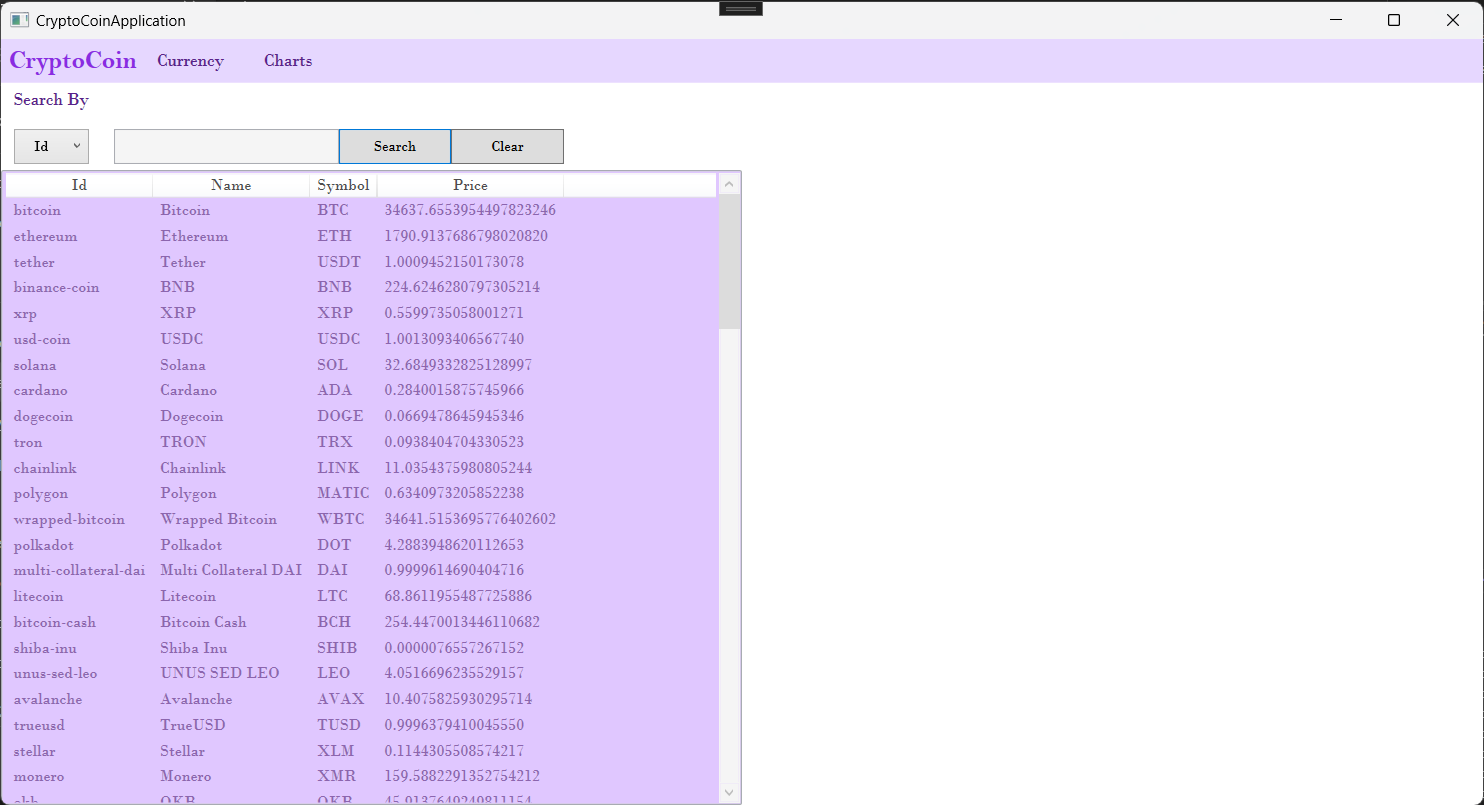 CryptoCoinApplication
CryptoCoin Currency Charts
Search By
Id Search Clear
Id Name Symbol Price
bitcoin Bitcoin BTC 34637.6553954497823246
ethereum Ethereum ETH 1790.9137686798020820
tether Tether USDT 1.0009452150173078
binance-coin BNB BNB 224.6246280797305214
xrp XRP XRP 0.5599735058001271
usd-coin USDC USDC 1.0013093406567740
solana Solana SOL 32.6849332825128997
cardano Cardano ADA 0.2840015875745966
dogecoin Dogecoin DOGE 0.0669478645945346
tron TRON TRX 0.0938404704330523
chainlink Chainlink LINK 11.0354375980805244
polygon Polygon MATIC 0.6340973205852238
wrapped-bitcoin Wrapped Bitcoin WBTC 34641.5153695776402602
polkadot Polkadot DOT 4.2883948620112653
multi-collateral-dai Multi Collateral DAI DAI 0.9999614690404716
litecoin Litecoin LTC 68.8611955487725886
bitcoin-cash Bitcoin Cash BCH 254.4470013446110682
shiba-inu Shiba Inu SHIB 0.0000076557267152
unus-sed-leo UNUS SED LEO LEO 4.0516696235529157
avalanche Avalanche AVAX 10.4075825930295714
trueusd TrueUSD TUSD 0.9996379410045550
stellar Stellar XLM 0.1144305508574217
monero Monero XMR 159.5882291352754212
okb OKB OKB